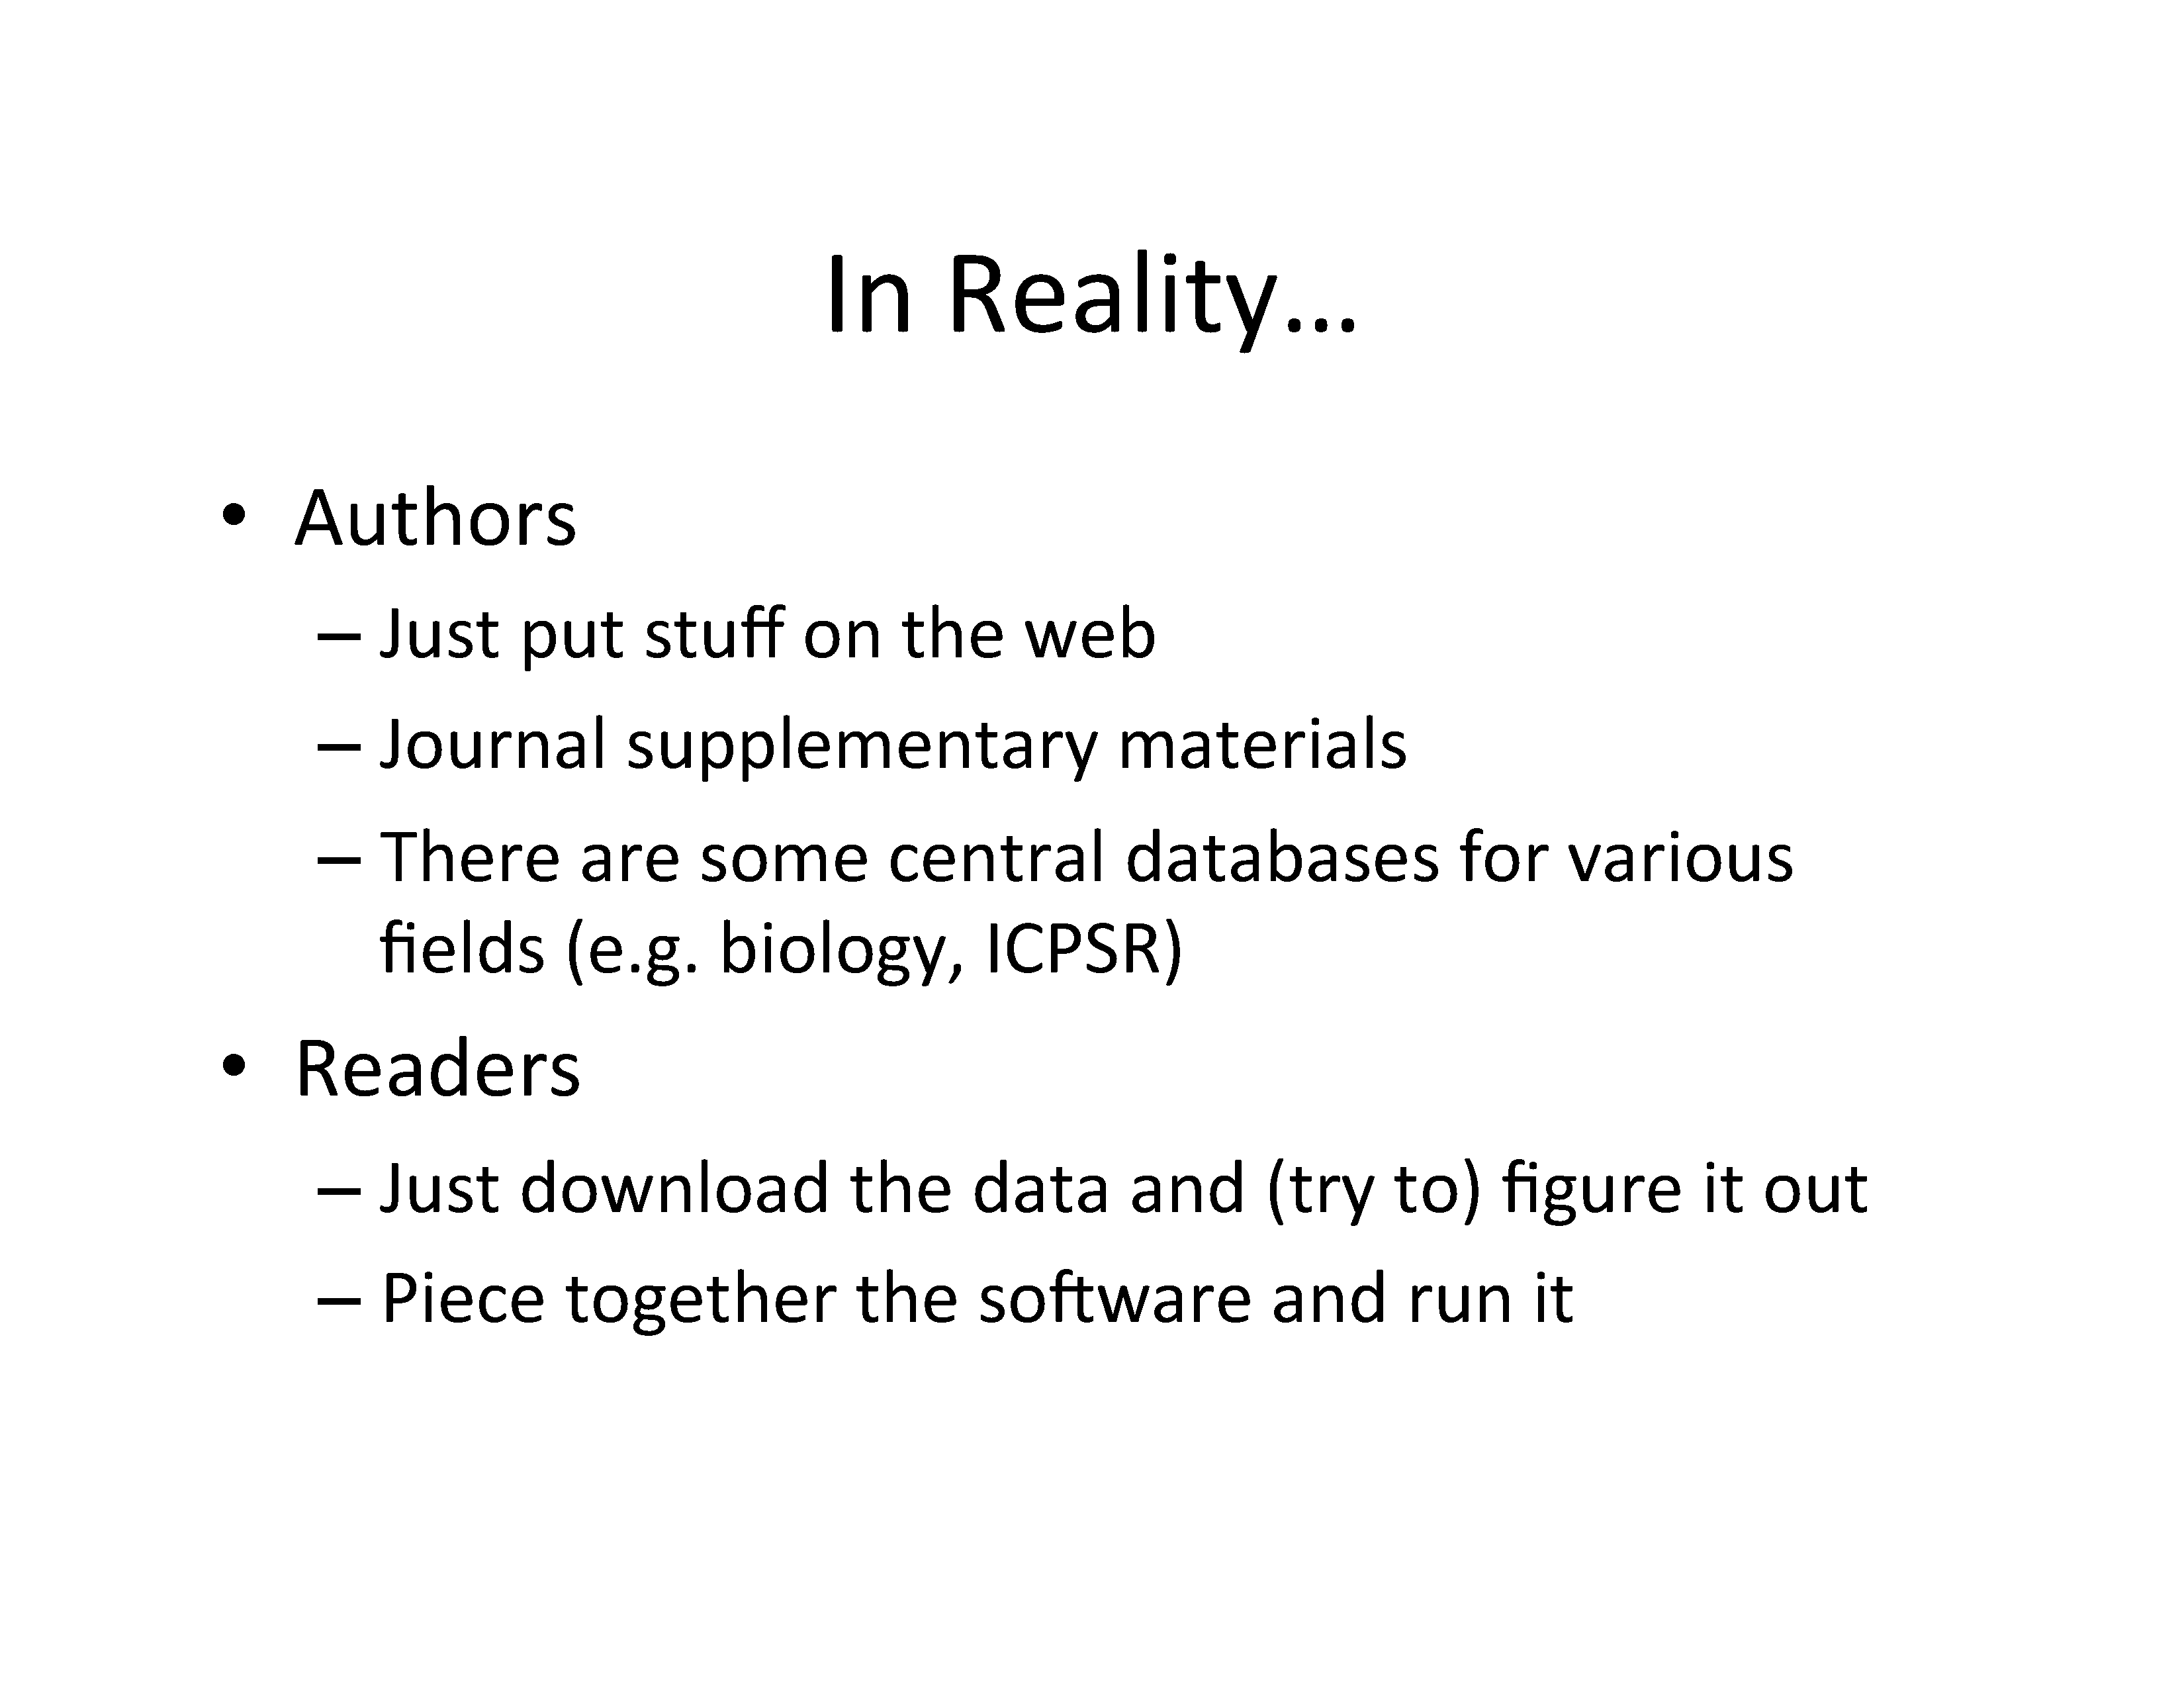 In Reality…
• Authors
– Just put stuff on the web
– Journal supplementary materials
– There are some central databases for various
fields (e.g. biology, ICPSR)
• Readers
– Just download the data and (try to) figure it out
– Piece together the software and run it